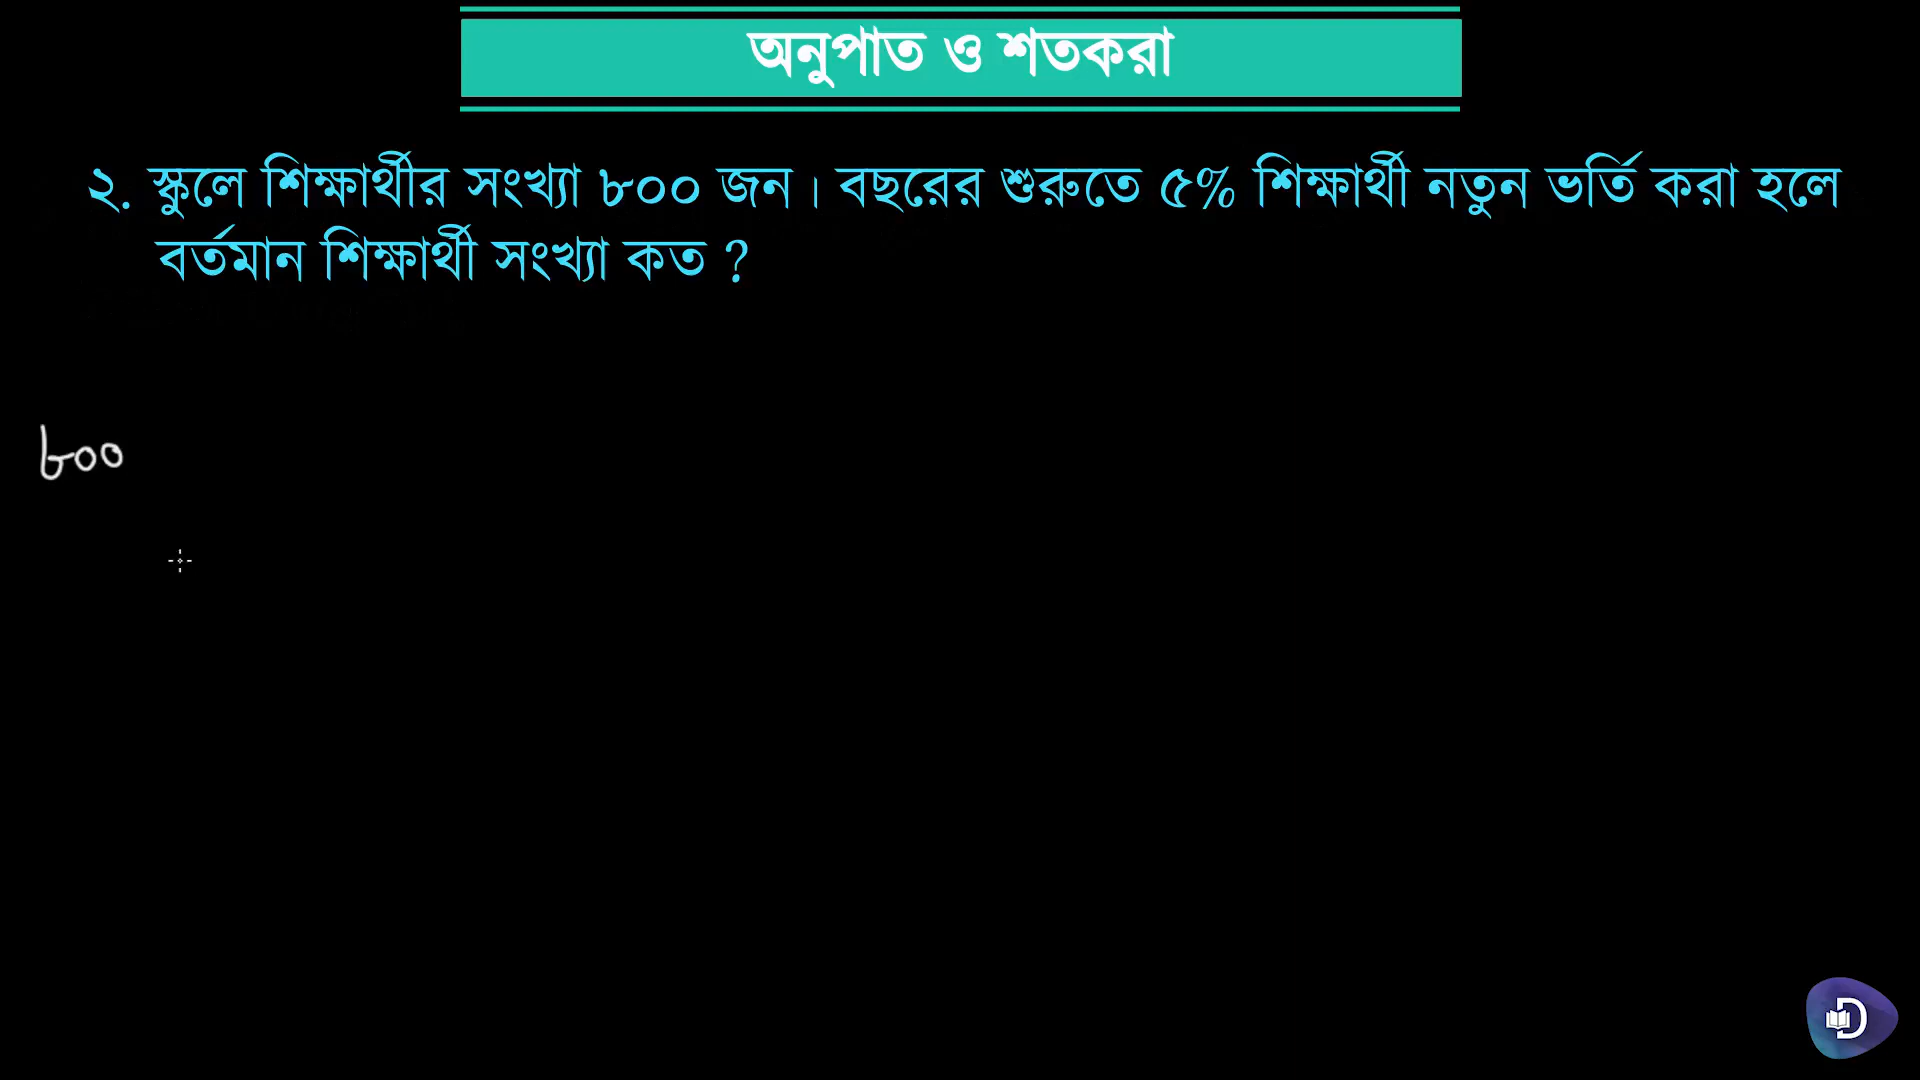 অনুপাত ও শতকরা
২. স্কুলে শিক্ষার্থীর সংখ্যা ৮০০ জন। বছরের শুরুতে ৫% শিক্ষার্থী নতুন ভর্তি করা হলে
বর্তমান শিক্ষার্থী সংখ্যা কত ?
৮০০
D